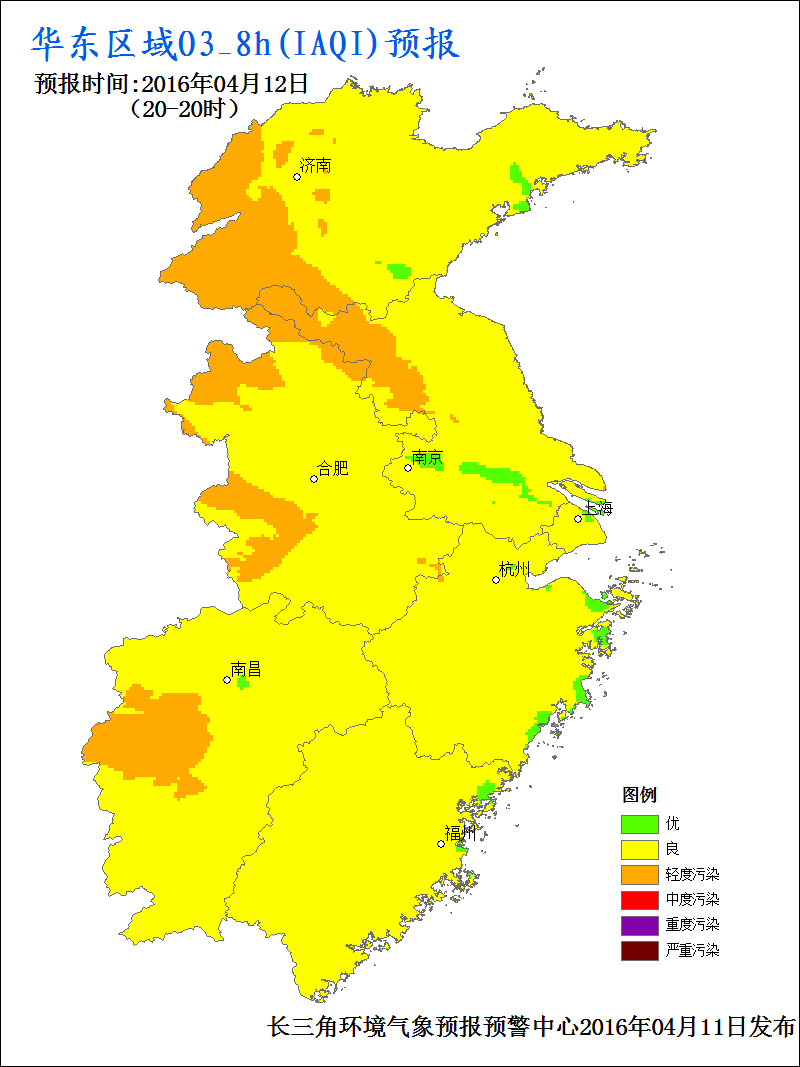 华东区域O3_8h(IAQI)预报
预报时间:2016年04月12日
（20-20时）
济南
合肥
南京
上海
杭州
南昌
福州
图例
优
良
轻度污染
中度污染
重度污染
严重污染
长三角环境气象预报预警中心2016年04月11日发布